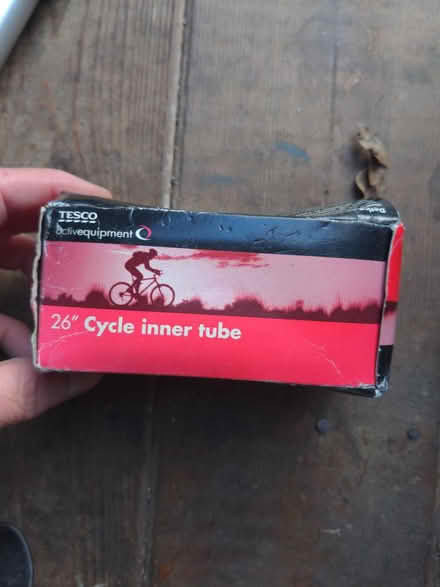 TESCO
activequipment
26" Cycle inner tube